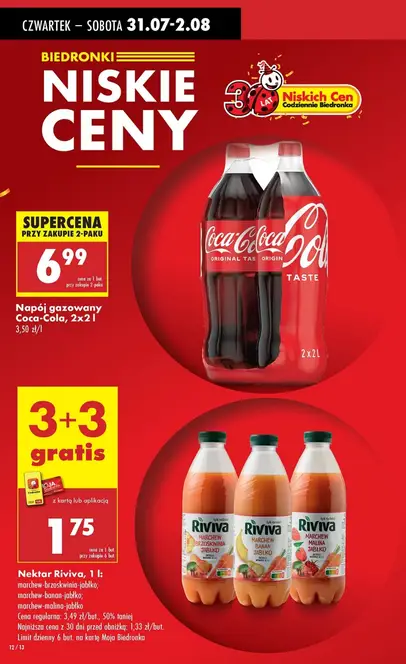 CZWARTEK – SOBOTA 31.07-2.08
BIEDRONKI
NISKIE
CENY
30 LAT
Niskich Cen
Codziennie Biedronka
SUPERCENA
PRZY ZAKUPIE 2-PAKU
6 99
cena za 1 but.
przy zakupie 2-paku
Napój gazowany
Coca-Cola, 2x2 l
3,50 zł/l
Coca-Cola
ORIGINAL TASTE
Coca-Cola
ORIGINAL
TASTE
2x2L
3+3
gratis
z kartą lub aplikacją
1 75
cena za 1 but.
przy zakupie 6 but.
Riviva
MARCHEW
BRZOSKWINIA
JABŁKO
Riviva
MARCHEW
BANAN
JABŁKO
Riviva
MARCHEW
MALINA
JABŁKO
Nektar Riviva, 1 l:
marchew-brzoskwinia-jabłko;
marchew-banan-jabłko;
marchew-malina-jabłko
Cena regularna: 3,49 zł/but., 50% taniej
Najniższa cena z 30 dni przed obniżką: 1,33 zł/but.
Limit dzienny 6 but. na kartę Moja Biedronka
12 / 13